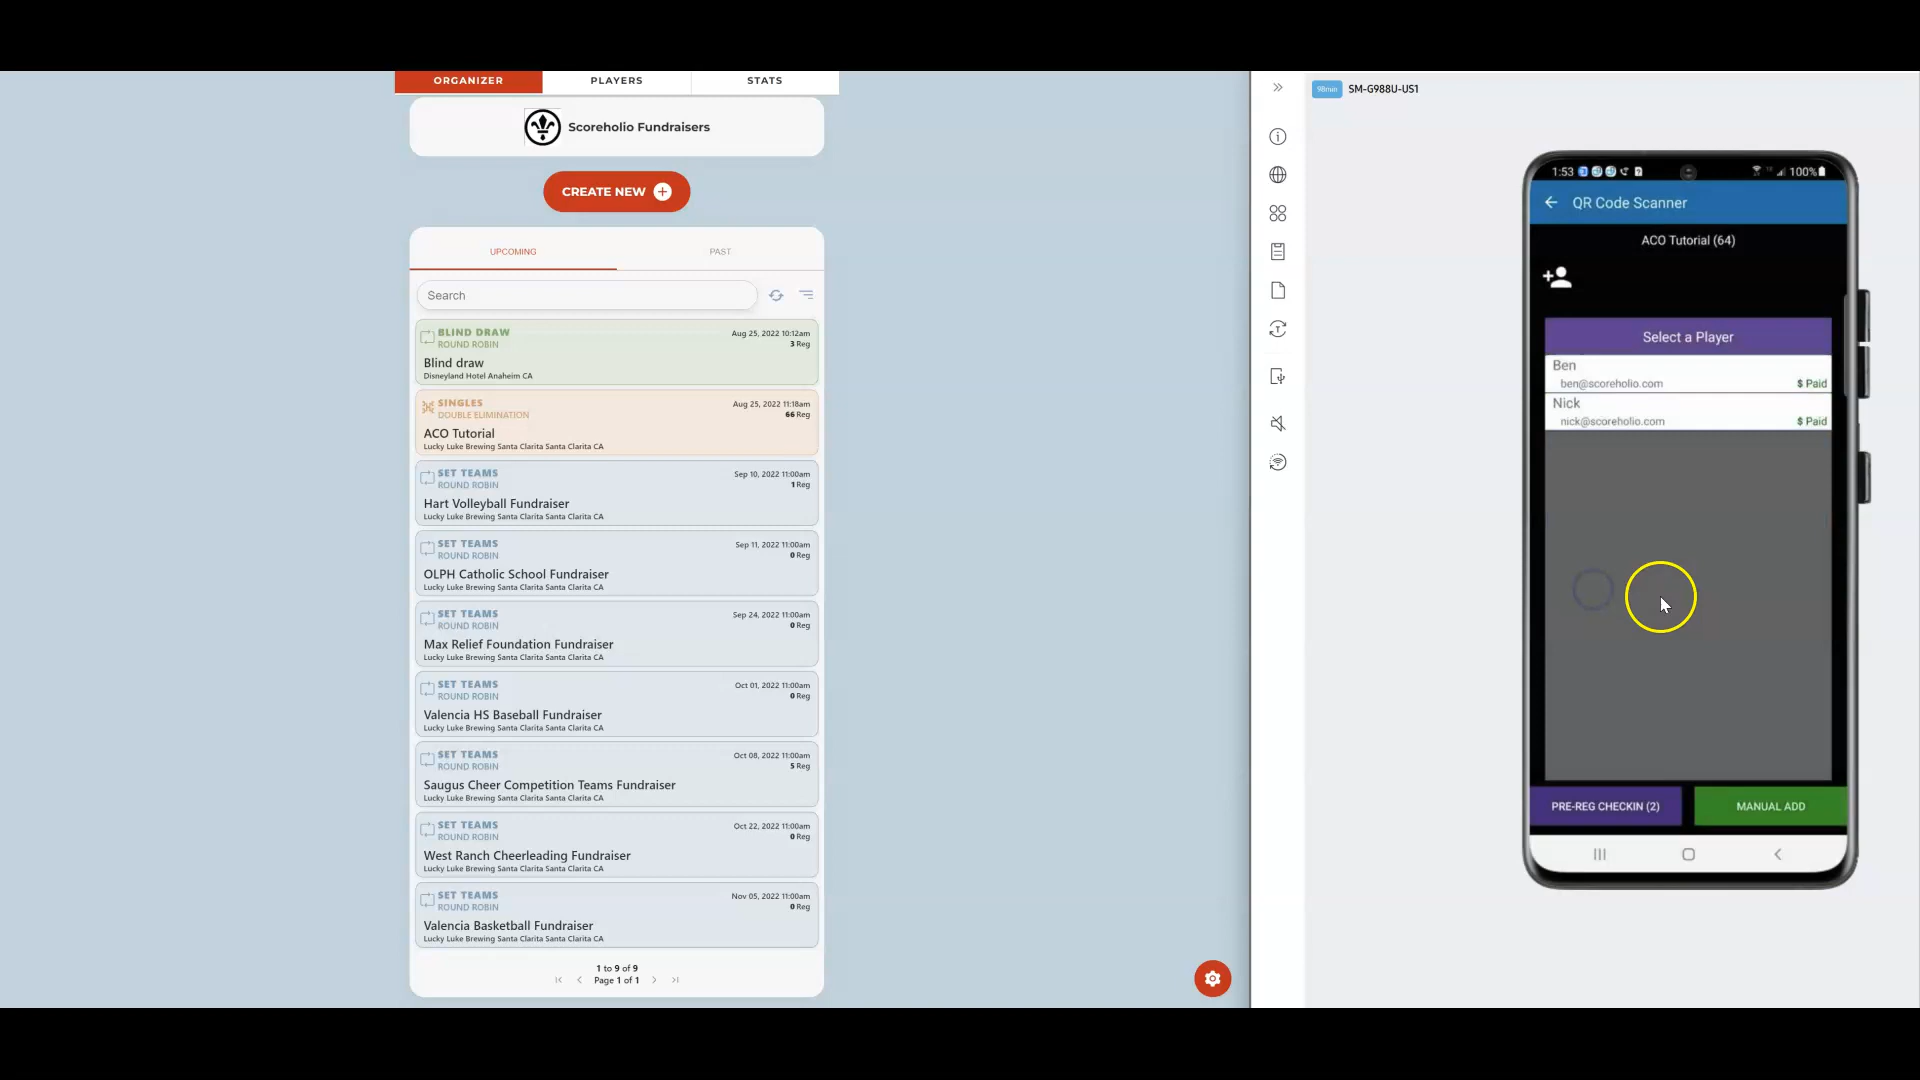 ORGANIZER
PLAYERS
STATS
Scoreholio Fundraisers
CREATE NEW
UPCOMING
PAST
Search
BLIND DRAW
ROUND ROBIN
Aug 25, 2022 10:12am
3 Reg
Blind draw
Disneyland Hotel Anaheim CA
SINGLES
DOUBLE ELIMINATION
Aug 25, 2022 11:18am
66 Reg
ACO Tutorial
Lucky Luke Brewing Santa Clarita Santa Clarita CA
SET TEAMS
ROUND ROBIN
Sep 10, 2022 11:00am
1 Reg
Hart Volleyball Fundraiser
Lucky Luke Brewing Santa Clarita Santa Clarita CA
SET TEAMS
ROUND ROBIN
Sep 11, 2022 11:00am
0 Reg
OLPH Catholic School Fundraiser
Lucky Luke Brewing Santa Clarita Santa Clarita CA
SET TEAMS
ROUND ROBIN
Sep 24, 2022 11:00am
0 Reg
Max Relief Foundation Fundraiser
Lucky Luke Brewing Santa Clarita Santa Clarita CA
SET TEAMS
ROUND ROBIN
Oct 01, 2022 11:00am
0 Reg
Valencia HS Baseball Fundraiser
Lucky Luke Brewing Santa Clarita Santa Clarita CA
SET TEAMS
ROUND ROBIN
Oct 08, 2022 11:00am
5 Reg
Saugus Cheer Competition Teams Fundraiser
Lucky Luke Brewing Santa Clarita Santa Clarita CA
SET TEAMS
ROUND ROBIN
Oct 22, 2022 11:00am
0 Reg
West Ranch Cheerleading Fundraiser
Lucky Luke Brewing Santa Clarita Santa Clarita CA
SET TEAMS
ROUND ROBIN
Nov 05, 2022 11:00am
0 Reg
Valencia Basketball Fundraiser
Lucky Luke Brewing Santa Clarita Santa Clarita CA
1 to 9 of 9
Page 1 of 1
SM-G988U-US1
1:53
100%
QR Code Scanner
ACO Tutorial (64)
Select a Player
Ben
ben@scoreholio.com
$ Paid
Nick
nick@scoreholio.com
$ Paid
PRE-REG CHECKIN (2)
MANUAL ADD